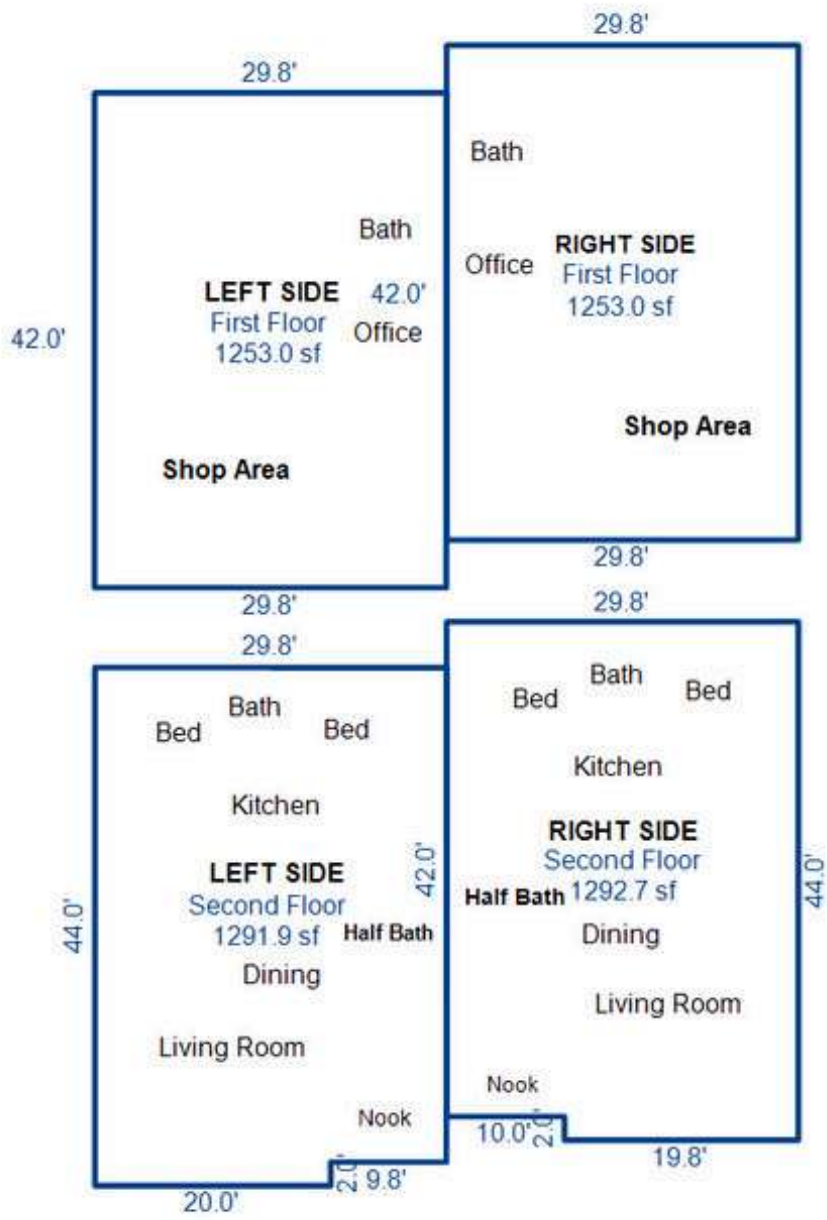 29.8'
29.8'
Bath
Bath
RIGHT SIDE
Office
First Floor
1253.0 sf
LEFT SIDE
42.0'
First Floor
Office
1253.0 sf
42.0'
Shop Area
Shop Area
29.8'
29.8'
29.8'
29.8'
Bath
Bed
Bed
Bath
Bed
Bed
Kitchen
Kitchen
RIGHT SIDE
Second Floor
1292.7 sf
Half Bath
44.0'
42.0'
LEFT SIDE
Second Floor
1291.9 sf
Half Bath
44.0'
Dining
Dining
Living Room
Living Room
Nook
Nook
10.0'
2.0'
19.8'
2.0'
9.8'
20.0'